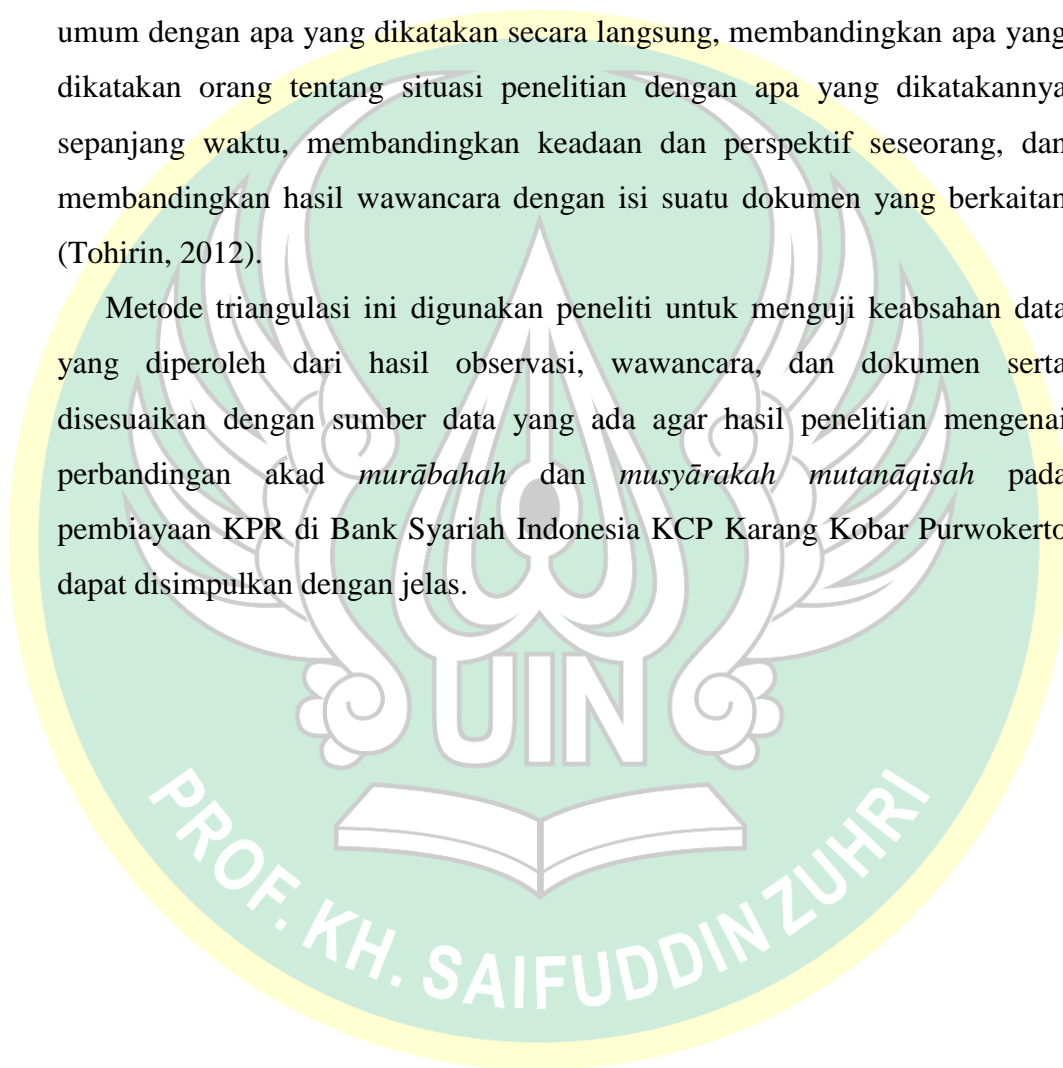 umum dengan apa yang dikatakan secara langsung, membandingkan apa yang
dikatakan orang tentang situasi penelitian dengan apa yang dikatakannya
sepanjang waktu, membandingkan keadaan dan perspektif seseorang, dan
membandingkan hasil wawancara dengan isi suatu dokumen yang berkaitan
(Tohirin, 2012).
Metode triangulasi ini digunakan peneliti untuk menguji keabsahan data
yang diperoleh dari hasil observasi, wawancara, dan dokumen serta
disesuaikan dengan sumber data yang ada agar hasil penelitian mengenai
perbandingan akad murābahah dan musyārakah mutanāqisah pada
pembiayaan KPR di Bank Syariah Indonesia KCP Karang Kobar Purwokerto
dapat disimpulkan dengan jelas.
UIN
PROF. KH. SAIFUDDIN ZUHRI